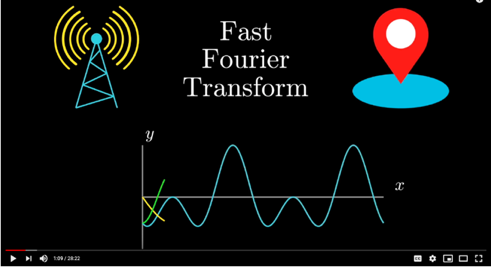 Fast
Fourier
Transform
y
x
1:09 / 28:22